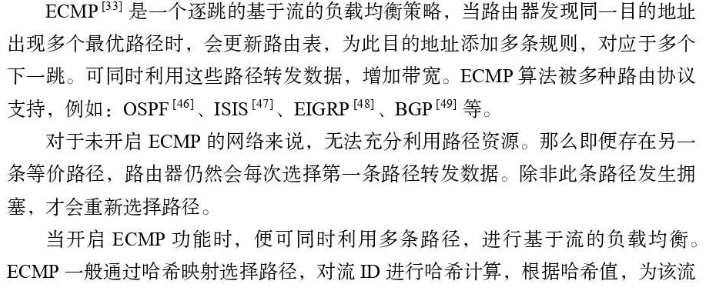 ECMP[33] 是一个逐跳的基于流的负载均衡策略，当路由器发现同一目的地址
出现多个最优路径时，会更新路由表，为此目的地址添加多条规则，对应于多个
下一跳。可同时利用这些路径转发数据，增加带宽。ECMP 算法被多种路由协议
支持，例如：OSPF[46]、ISIS[47]、EIGRP[48]、BGP[49] 等。
对于未开启 ECMP 的网络来说，无法充分利用路径资源。那么即便存在另一
条等价路径，路由器仍然会每次选择第一条路径转发数据。除非此条路径发生拥
塞，才会重新选择路径。
当开启 ECMP 功能时，便可同时利用多条路径，进行基于流的负载均衡。
ECMP 一般通过哈希映射选择路径，对流 ID 进行哈希计算，根据哈希值，为该流